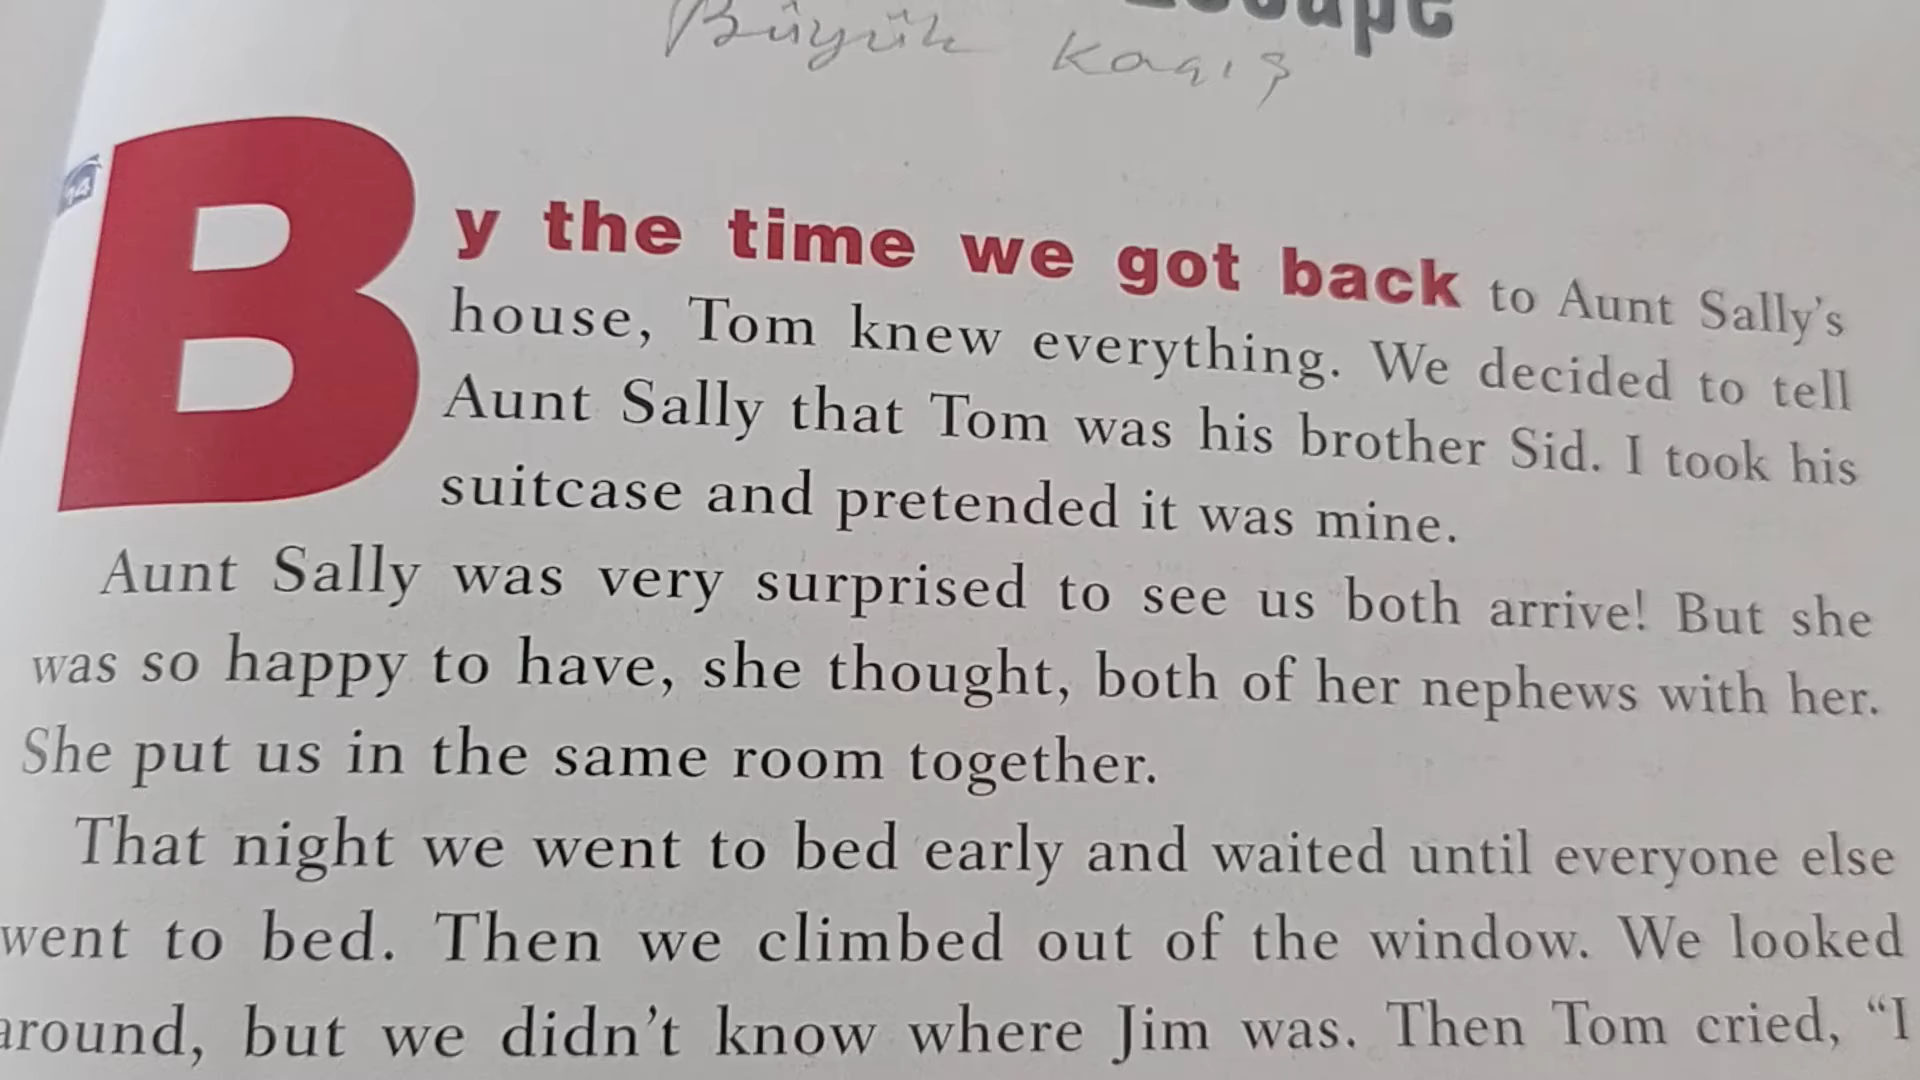 Escape
Büyük Kaçış
14
By the time we got back to Aunt Sally's
house, Tom knew everything. We decided to tell
Aunt Sally that Tom was his brother Sid. I took his
suitcase and pretended it was mine.
Aunt Sally was very surprised to see us both arrive! But she
was so happy to have, she thought, both of her nephews with her.
She put us in the same room together.
That night we went to bed early and waited until everyone else
went to bed. Then we climbed out of the window. We looked
around, but we didn't know where Jim was. Then Tom cried, “I